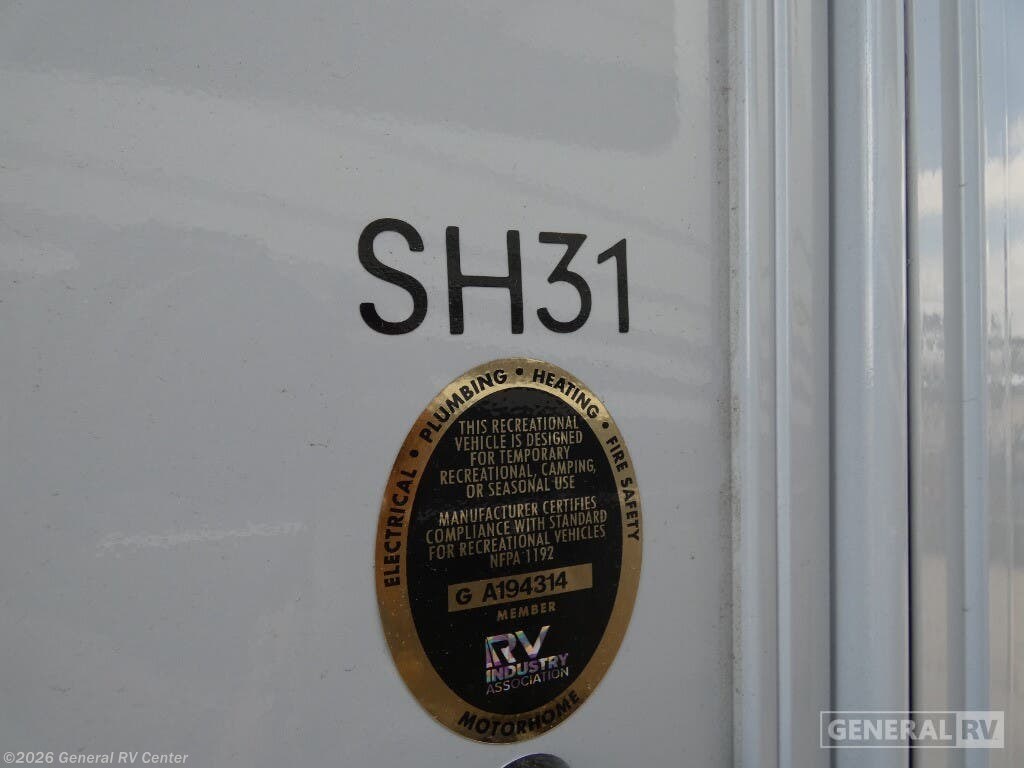 SH31
ELECTRICAL • PLUMBING • HEATING • FIRE SAFETY
THIS RECREATIONAL
VEHICLE IS DESIGNED
FOR TEMPORARY
RECREATIONAL, CAMPING,
OR SEASONAL USE
MANUFACTURER CERTIFIES
COMPLIANCE WITH STANDARD
FOR RECREATIONAL VEHICLES
NFPA 1192
G A194314
MEMBER
RV
INDUSTRY
ASSOCIATION
MOTORHOME
GENERAL RV
©2026 General RV Center